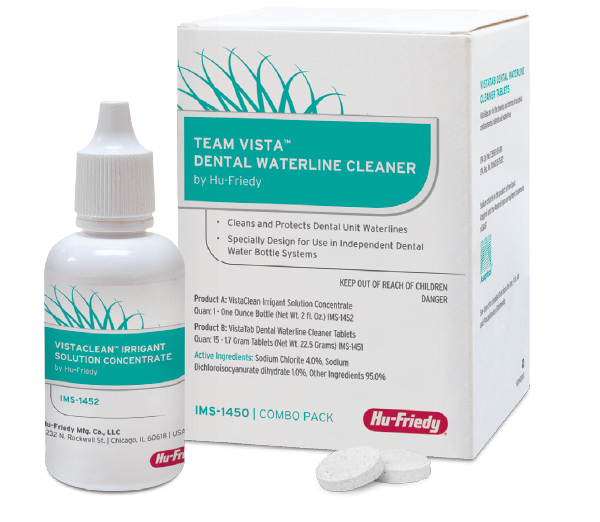 TEAM VISTA™
DENTAL WATERLINE CLEANER
by Hu-Friedy
• Cleans and Protects Dental Unit Waterlines
• Specially Design for Use in Independent Dental
Water Bottle Systems
KEEP OUT OF REACH OF CHILDREN
DANGER
Product A: VistaClean Irrigant Solution Concentrate
Quan: 1 - One Ounce Bottle (Net Wt. 2 fl. Oz.) IMS-1452
Product B: VistaTab Dental Waterline Cleaner Tablets
Quan: 15 - 1.7 Gram Tablets (Net Wt. 22.5 Grams) IMS-1451
Active Ingredients: Sodium Chlorite 4.0%, Sodium
Dichloroisocyanurate dihydrate 1.0%, Other Ingredients 95.0%
IMS-1450 | COMBO PACK
Hu-Friedy
VISTATAB DENTAL WATERLINE
CLEANER TABLETS
VISTACLEAN™ IRRIGANT
SOLUTION CONCENTRATE
by Hu-Friedy
IMS-1452
Hu-Friedy Mfg. Co., LLC
232 N. Rockwell St. | Chicago, IL 60618 | USA
Hu-Fried